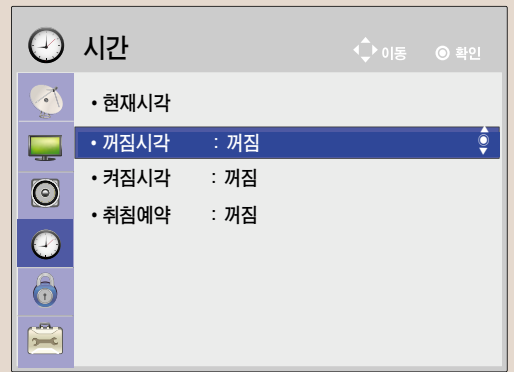 시간 이동 확인
• 현재시각
• 꺼짐시각 : 꺼짐
• 켜짐시각 : 꺼짐
• 취침예약 : 꺼짐